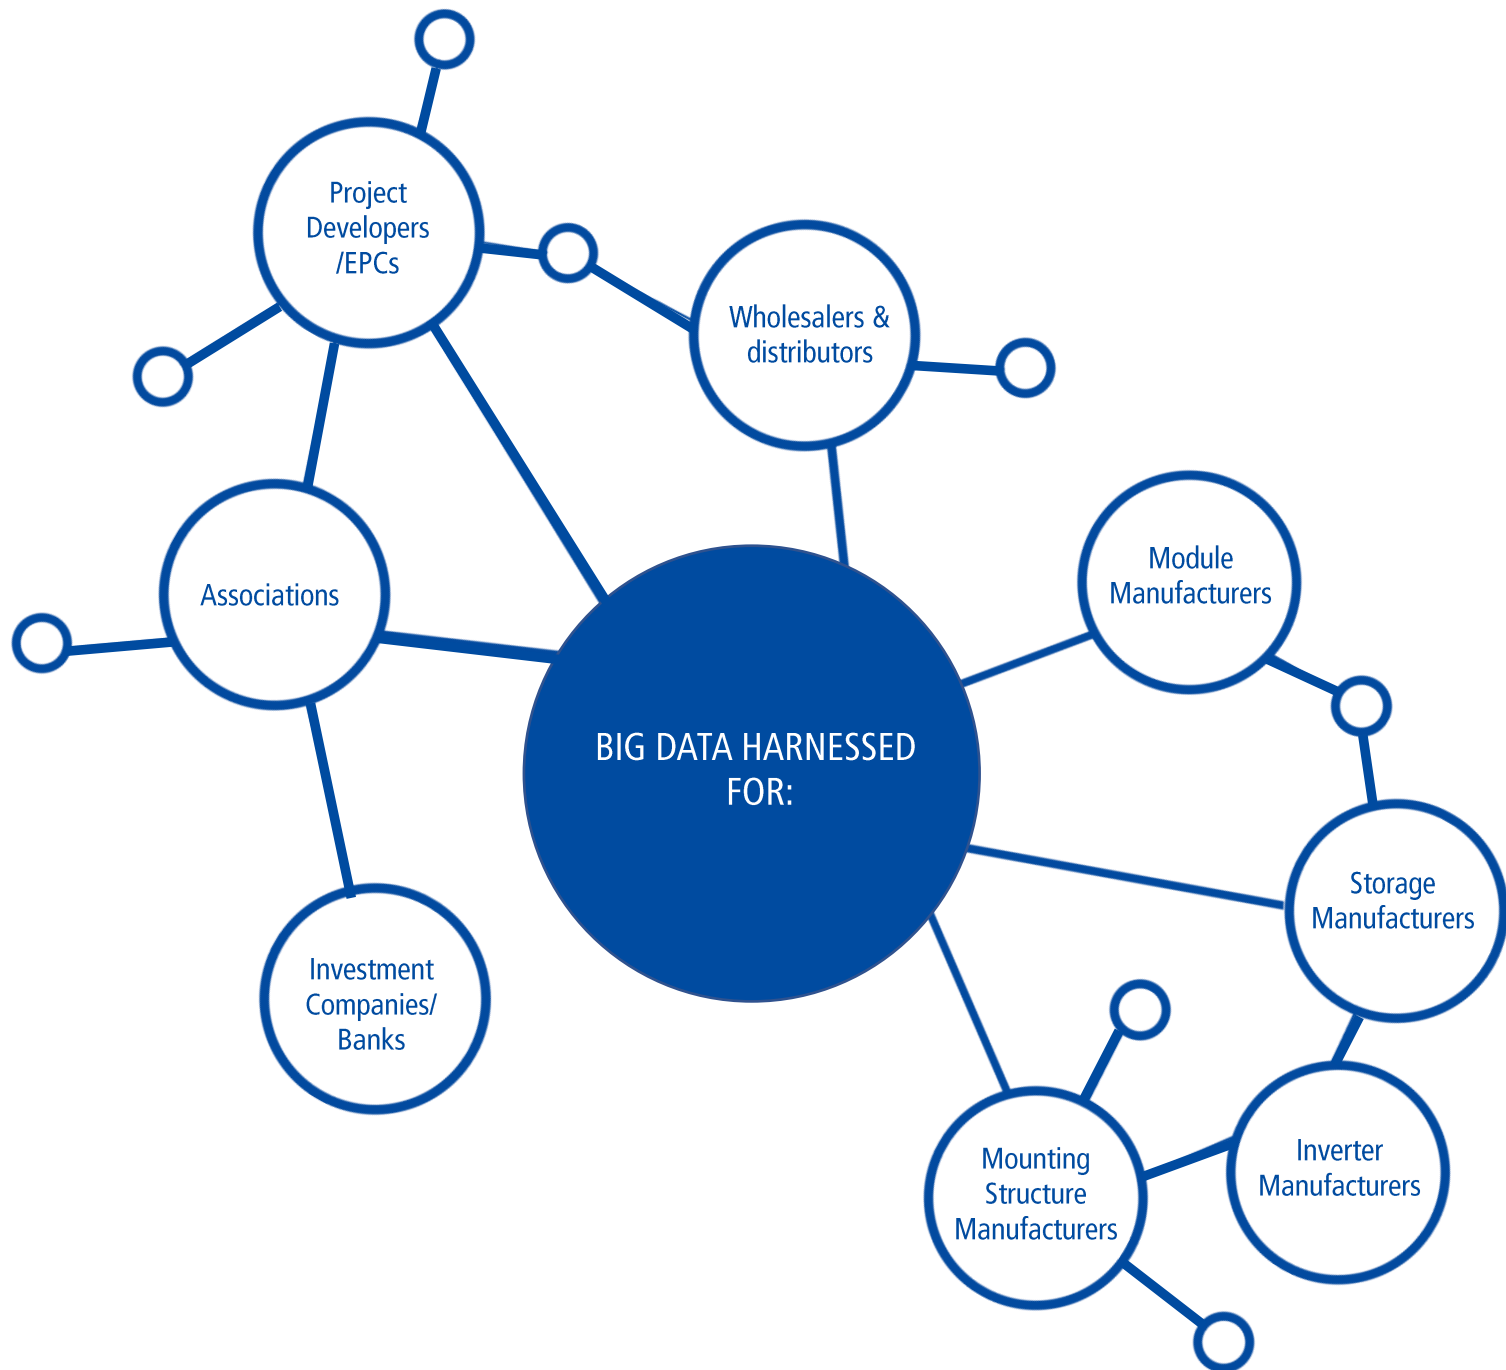 Project
Developers
/EPCs
Wholesalers &
distributors
Module
Manufacturers
Associations
BIG DATA HARNESSED
FOR:
Storage
Manufacturers
Investment
Companies/
Banks
Mounting
Structure
Manufacturers
Inverter
Manufacturers